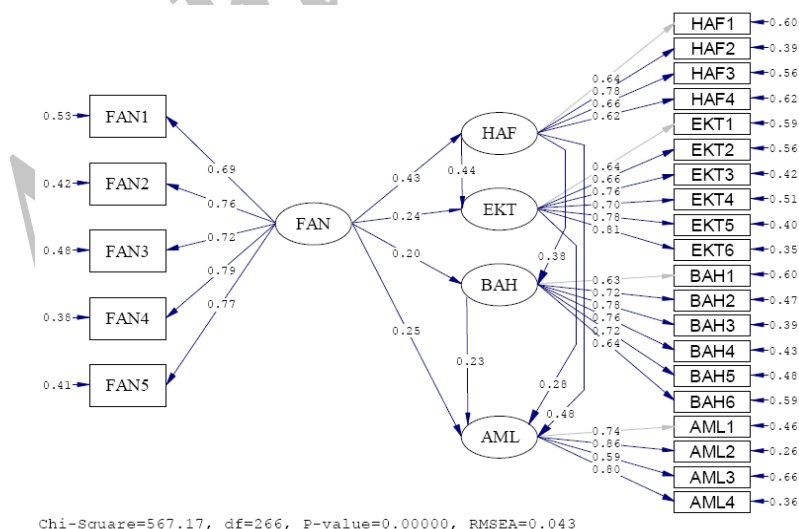 HAF1 0.60
HAF2 0.39
HAF3 0.56
HAF4 0.62
EKT1 0.59
EKT2 0.56
EKT3 0.42
EKT4 0.51
EKT5 0.40
EKT6 0.35
BAH1 0.60
BAH2 0.47
BAH3 0.39
BAH4 0.43
BAH5 0.48
BAH6 0.59
AML1 0.46
AML2 0.26
AML3 0.66
AML4 0.36
0.53 FAN1
0.42 FAN2
0.48 FAN3
0.38 FAN4
0.41 FAN5
0.69
0.76
0.72
0.79
0.77
FAN
0.43
0.24
0.20
0.25
HAF
0.44
EKT
0.38
BAH
0.23
0.28
0.48
AML
0.64
0.78
0.66
0.62
0.64
0.66
0.76
0.70
0.78
0.81
0.63
0.72
0.78
0.76
0.72
0.64
0.74
0.86
0.59
0.80
Chi-Square=567.17, df=266, P-value=0.00000, RMSEA=0.043